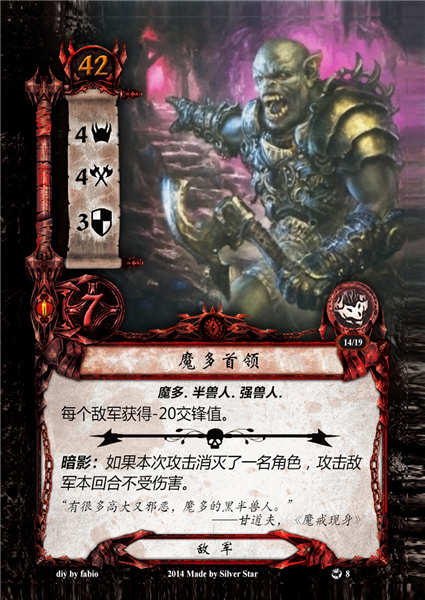 42
4
4
3
7
14/19
魔多首领
魔多. 半兽人. 强兽人.
每个敌军获得-20交锋值。
暗影：如果本次攻击消灭了一名角色，攻击敌
军本回合不受伤害。
“有很多高大又邪恶，魔多的黑半兽人。”
——甘道夫，《魔戒现身》
敌 军
diy by fabio 2014 Made by Silver Star 8